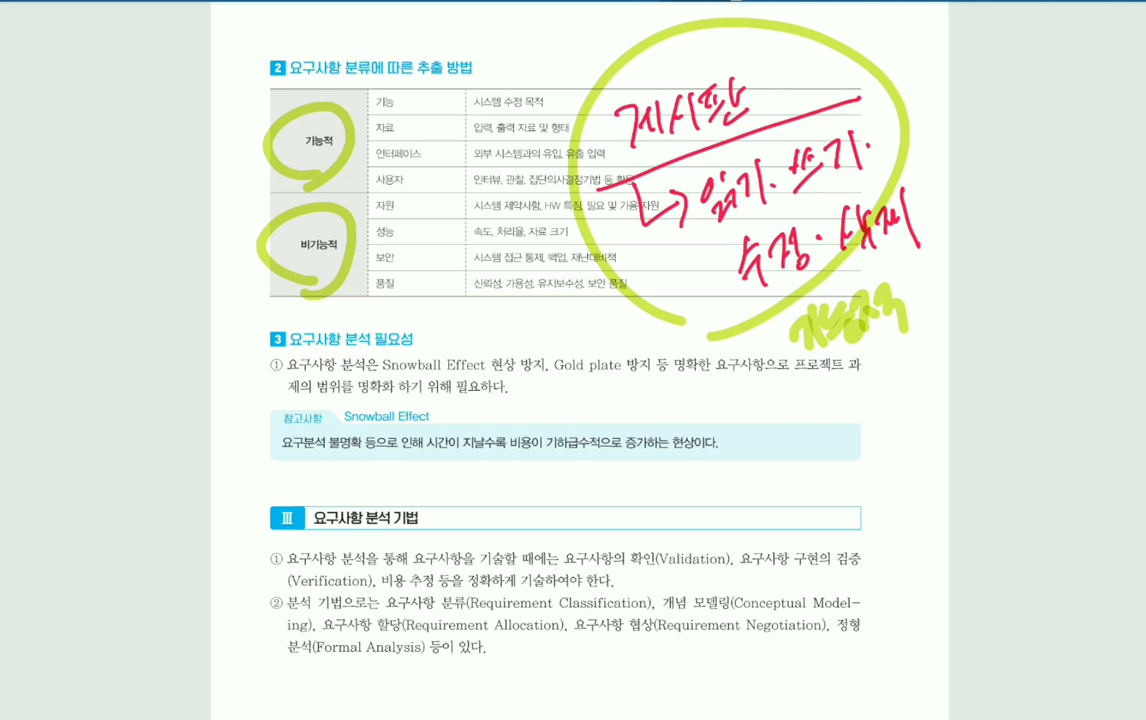 2 요구사항 분류에 따른 추출 방법
기능적
기능 시스템 수정 목적
자료 입력, 출력 자료 및 형태
인터페이스 외부 시스템과의 유입, 유출 입력
사용자 인터뷰, 관찰, 집단의사결정기법 등 활용
비기능적
자원 시스템 제약사항, HW 특징, 필요 및 가용 자원
성능 속도, 처리율, 자료 크기
보안 시스템 접근 통제, 백업, 재난대비책
품질 신뢰성, 가용성, 유지보수성, 보안 품질
게시판
읽기. 쓰기.
수정. 삭제
3 요구사항 분석 필요성
① 요구사항 분석은 Snowball Effect 현상 방지, Gold plate 방지 등 명확한 요구사항으로 프로젝트 과
제의 범위를 명확화 하기 위해 필요하다.
참고사항 Snowball Effect
요구분석 불명확 등으로 인해 시간이 지날수록 비용이 기하급수적으로 증가하는 현상이다.
Ⅲ 요구사항 분석 기법
① 요구사항 분석을 통해 요구사항을 기술할 때에는 요구사항의 확인(Validation), 요구사항 구현의 검증
(Verification), 비용 추정 등을 정확하게 기술하여야 한다.
② 분석 기법으로는 요구사항 분류(Requirement Classification), 개념 모델링(Conceptual Model-
ing), 요구사항 할당(Requirement Allocation), 요구사항 협상(Requirement Negotiation), 정형
분석(Formal Analysis) 등이 있다.